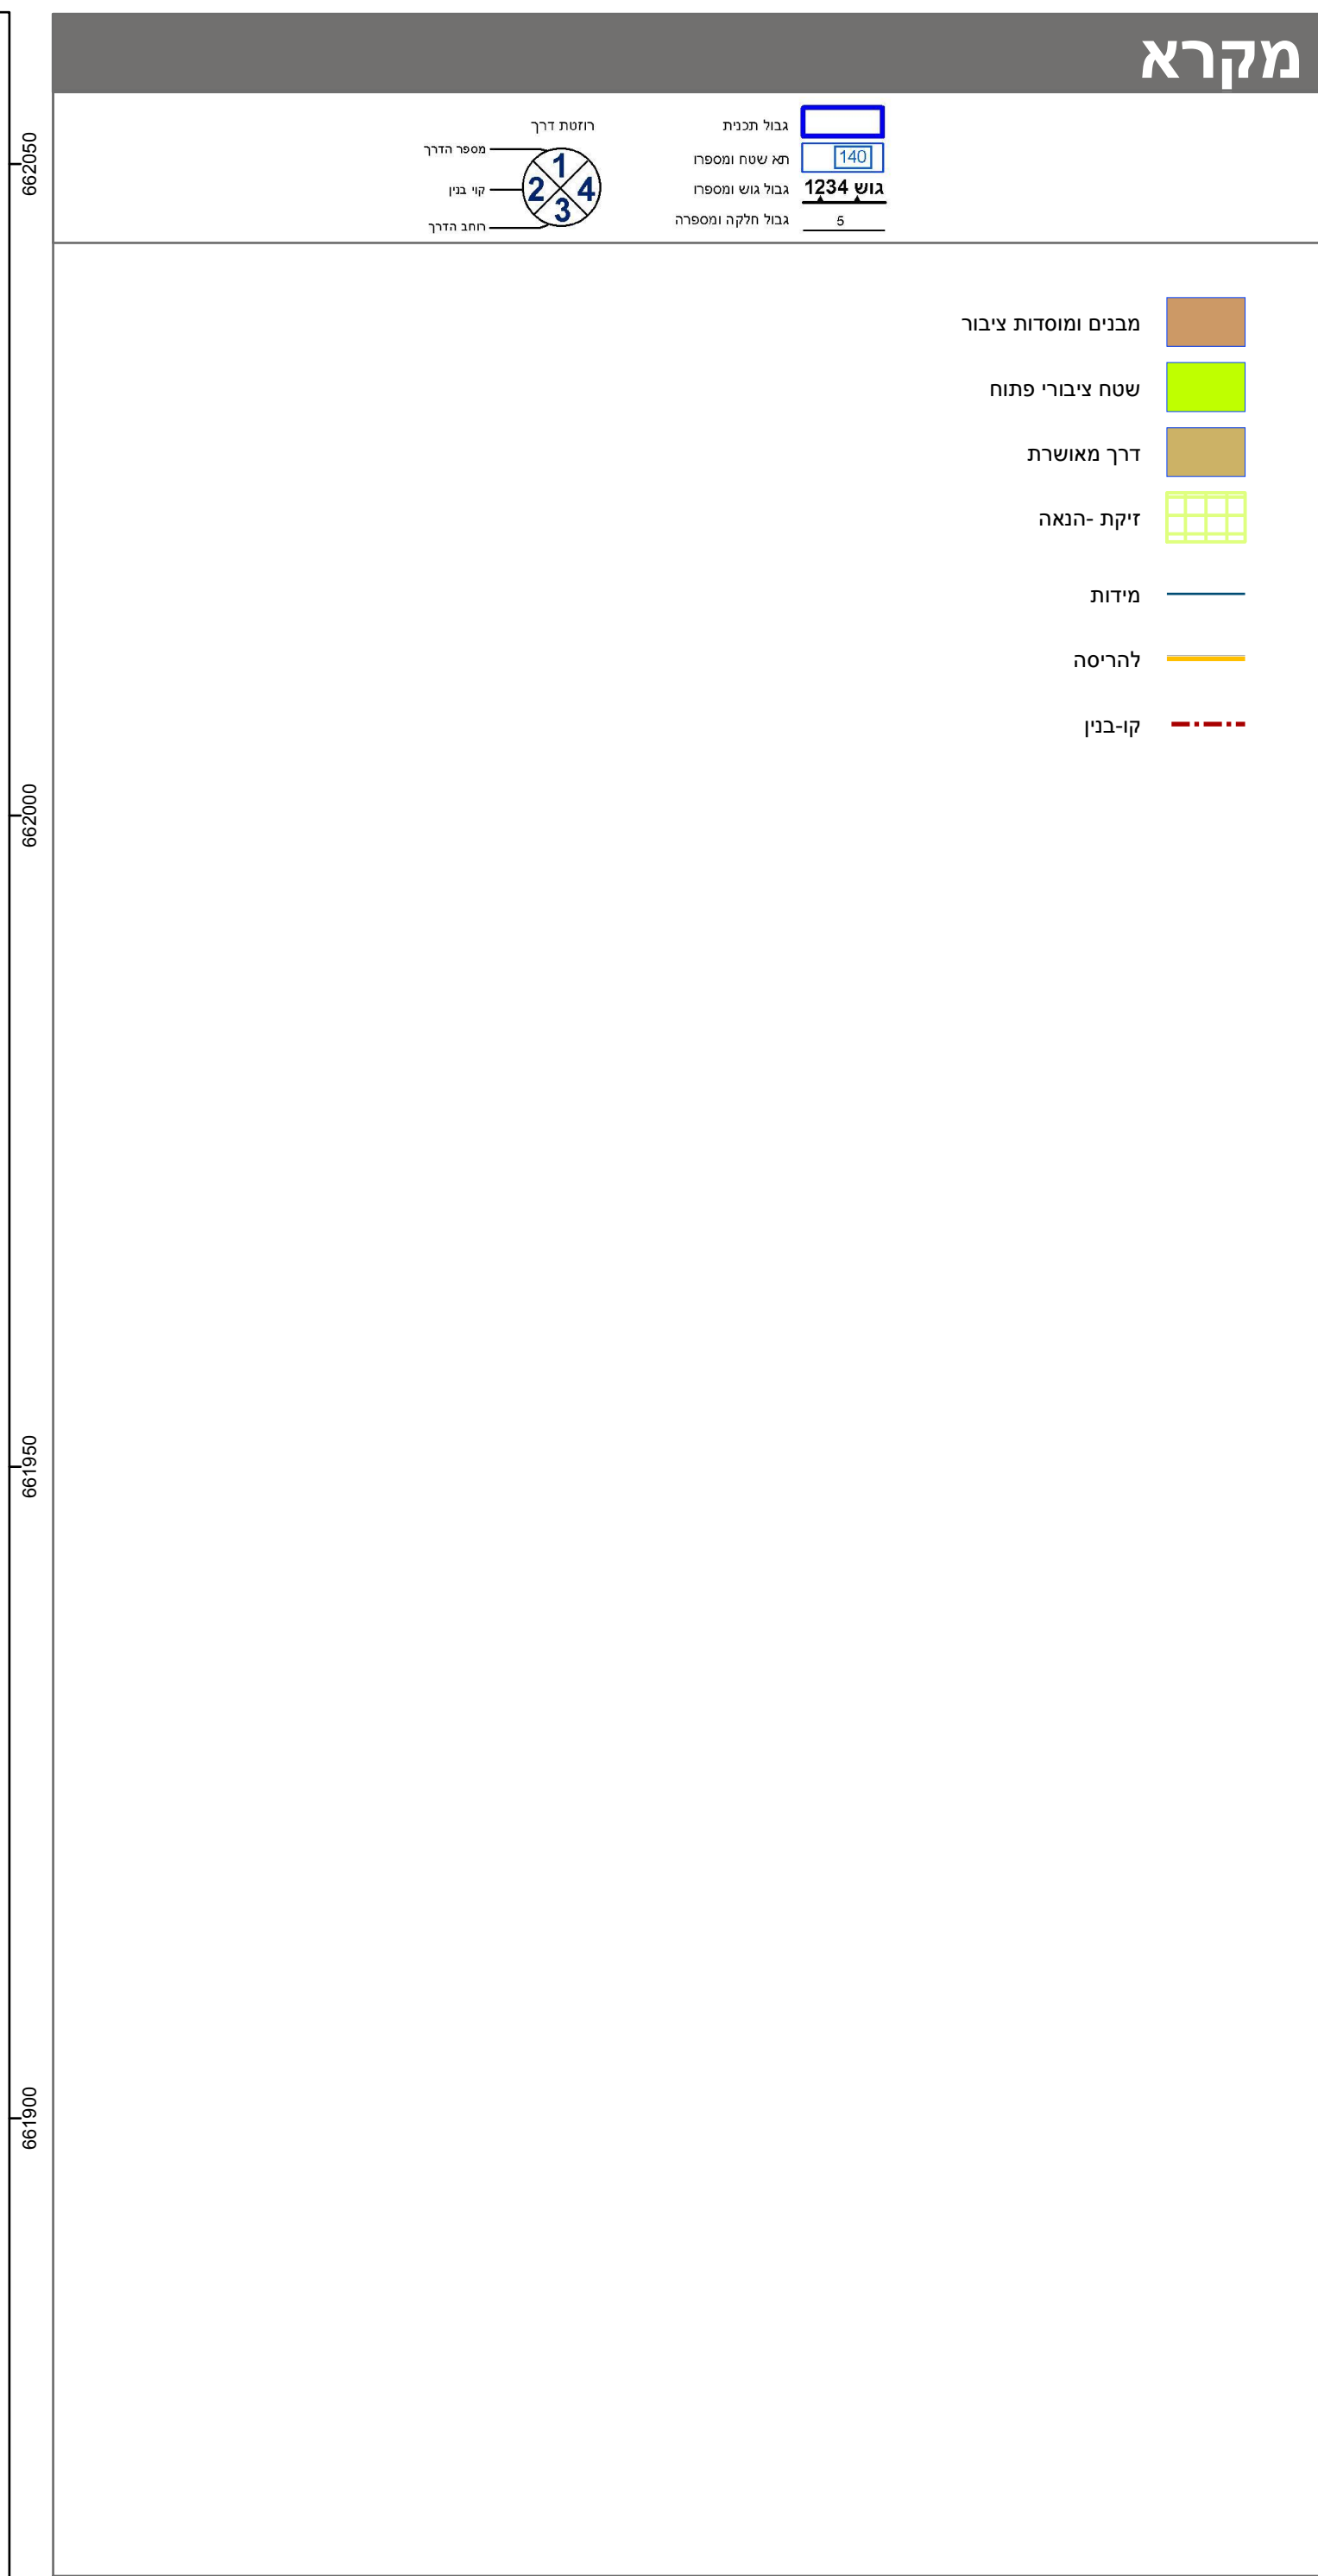 מקרא
גבול תכנית
תא שטח ומספרו
140
גבול גוש ומספרו
גוש 1234
גבול חלקה ומספרה
5
רוזטת דרך
מספר הדרך
קוי בנין
רוחב הדרך
1
2 4
3
מבנים ומוסדות ציבור
שטח ציבורי פתוח
דרך מאושרת
זיקת -הנאה
מידות
להריסה
קו-בנין
662050
662000
661950
661900